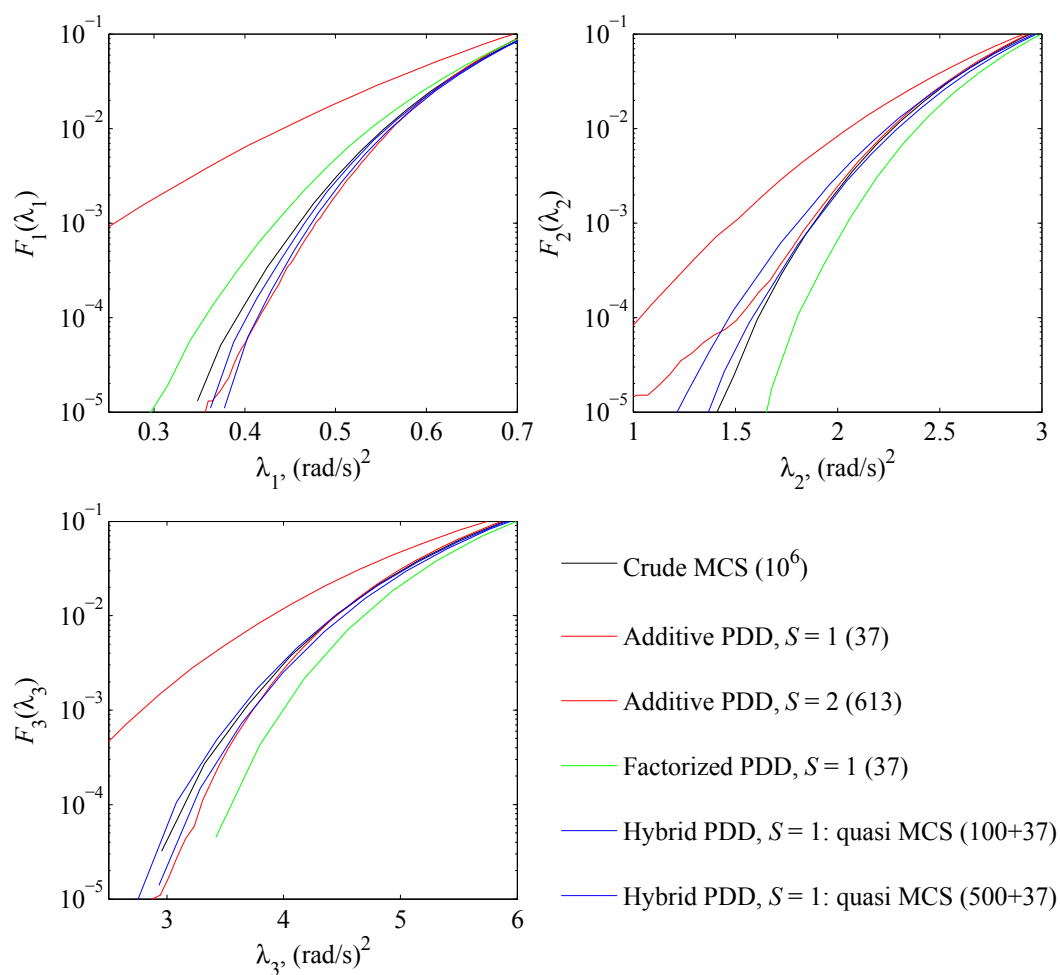 10⁻¹
10⁻²
10⁻³
10⁻⁴
10⁻⁵
F₁(λ₁)
0.3 0.4 0.5 0.6 0.7
λ₁, (rad/s)²
10⁻¹
10⁻²
10⁻³
10⁻⁴
10⁻⁵
F₂(λ₂)
1 1.5 2 2.5 3
λ₂, (rad/s)²
10⁻¹
10⁻²
10⁻³
10⁻⁴
10⁻⁵
F₃(λ₃)
3 4 5 6
λ₃, (rad/s)²
Crude MCS (10⁶)
Additive PDD, S = 1 (37)
Additive PDD, S = 2 (613)
Factorized PDD, S = 1 (37)
Hybrid PDD, S = 1: quasi MCS (100+37)
Hybrid PDD, S = 1: quasi MCS (500+37)